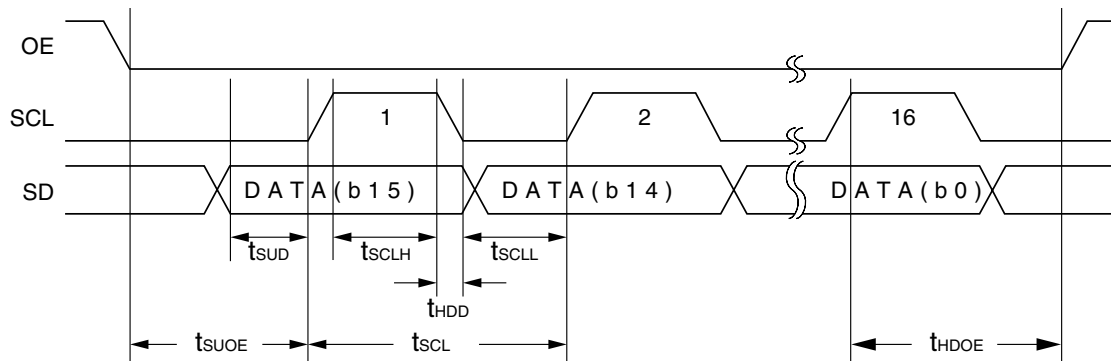 OE
SCL
1
2
16
SD
DATA(b15)
DATA(b14)
DATA(b0)
tSUD
tSCLH
tSCLL
tHDD
tSUOE
tSCL
tHDOE